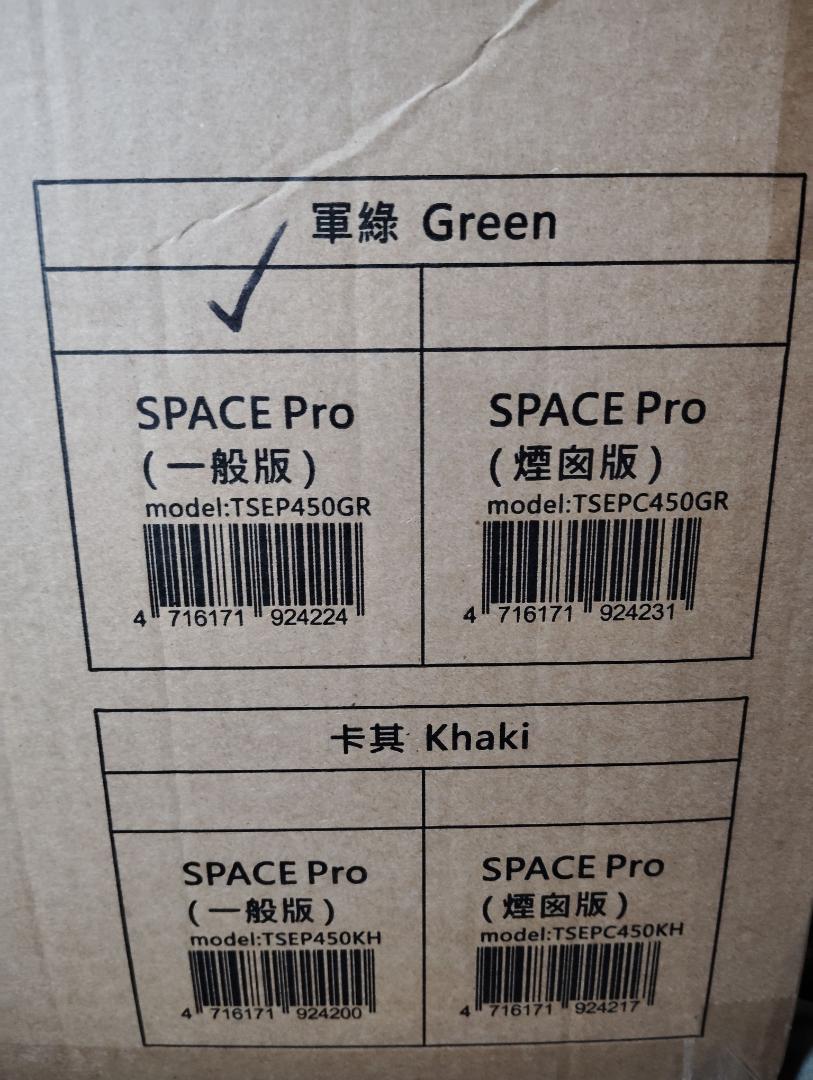 軍綠 Green
SPACE Pro
(一般版)
model:TSEP450GR
4 716171 924224
SPACE Pro
(煙囪版)
model:TSEPC450GR
4 716171 924231
卡其 Khaki
SPACE Pro
(一般版)
model:TSEP450KH
4 716171 924200
SPACE Pro
(煙囪版)
model:TSEPC450KH
4 716171 924217